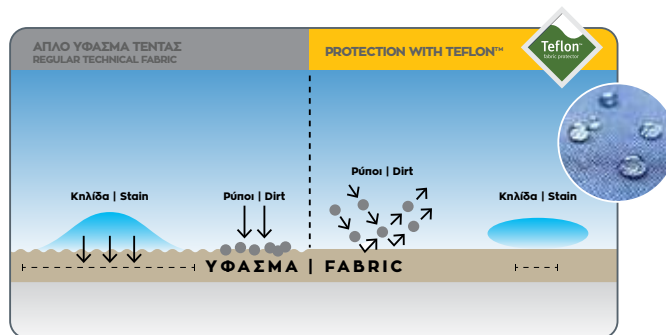 ΑΠΛΟ ΥΦΑΣΜΑ ΤΕΝΤΑΣ
REGULAR TECHNICAL FABRIC
PROTECTION WITH TEFLON™
Teflon™
fabric protector
Κηλίδα | Stain
Ρύποι | Dirt
Ρύποι | Dirt
Κηλίδα | Stain
ΥΦΑΣΜΑ | FABRIC